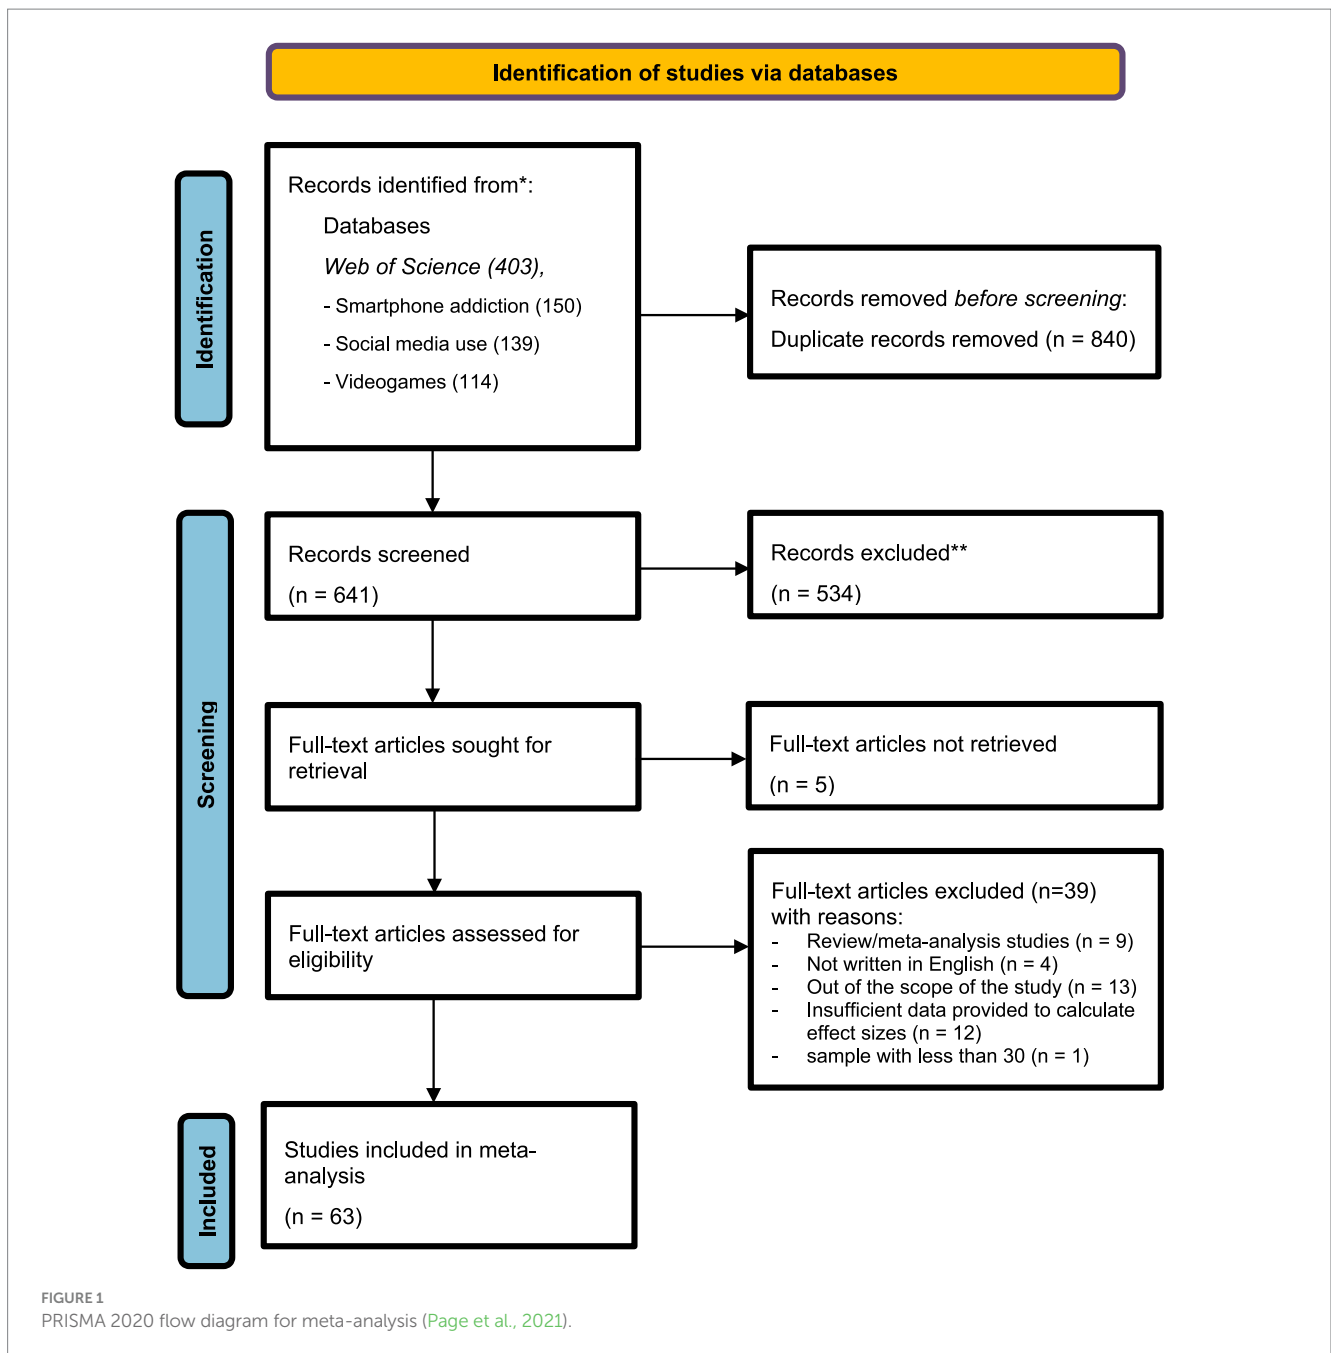 Identification of studies via databases
Identification
Records identified from*:
Databases
Web of Science (403),
- Smartphone addiction (150)
- Social media use (139)
- Videogames (114)
Records removed before screening:
Duplicate records removed (n = 840)
Screening
Records screened
(n = 641)
Records excluded**
(n = 534)
Full-text articles sought for
retrieval
Full-text articles not retrieved
(n = 5)
Full-text articles assessed for
eligibility
Full-text articles excluded (n=39)
with reasons:
- Review/meta-analysis studies (n = 9)
- Not written in English (n = 4)
- Out of the scope of the study (n = 13)
- Insufficient data provided to calculate
effect sizes (n = 12)
- sample with less than 30 (n = 1)
Included
Studies included in meta-
analysis
(n = 63)
FIGURE 1
PRISMA 2020 flow diagram for meta-analysis (Page et al., 2021).